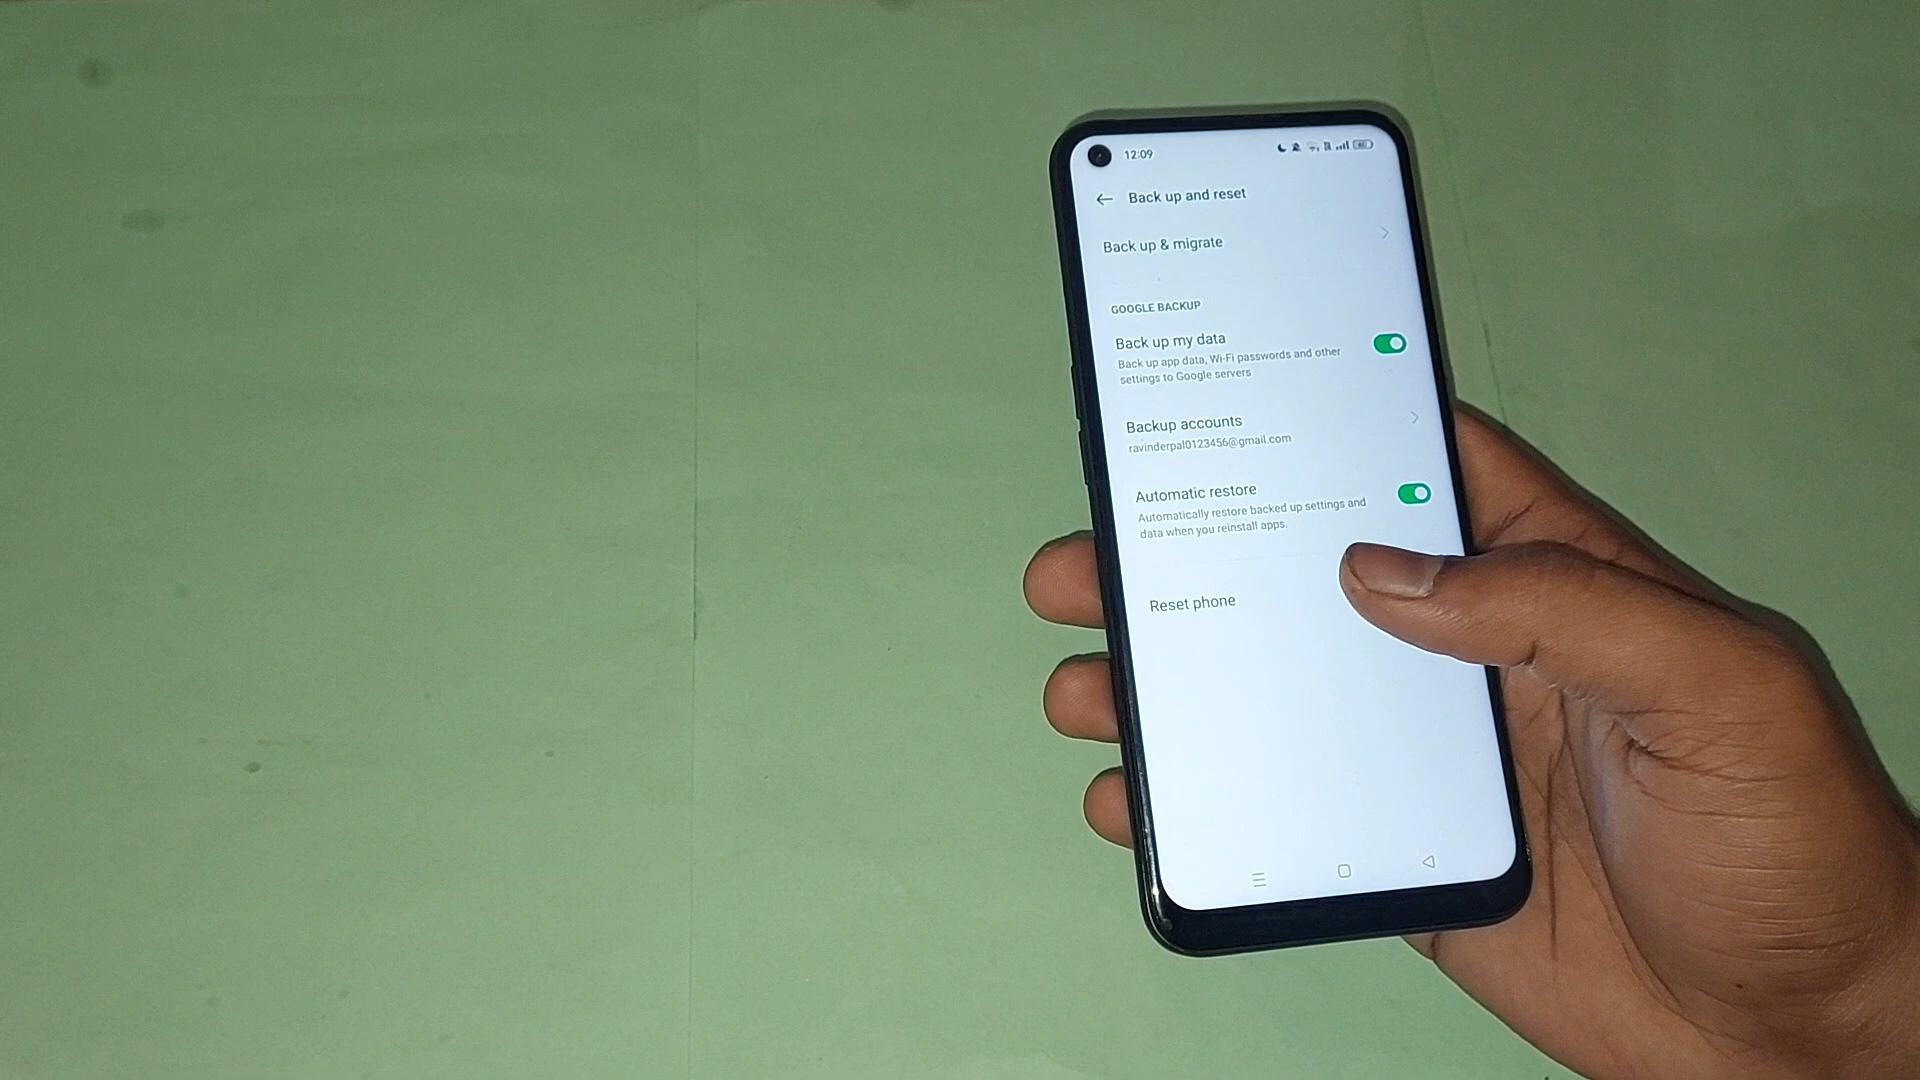 12:09
Back up and reset
Back up & migrate
GOOGLE BACKUP
Back up my data
Back up app data, Wi-Fi passwords and other
settings to Google servers
Backup accounts
ravinderpal0123456@gmail.com
Automatic restore
Automatically restore backed up settings and
data when you reinstall apps.
Reset phone